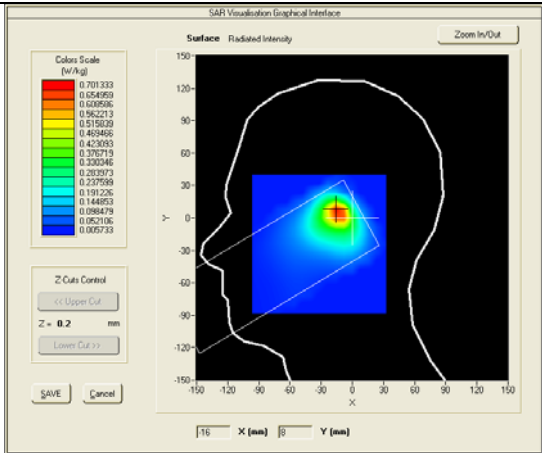 SAR Visualisation Graphical Interface
Surface Radiated Intensity
Zoom In/Out
Colors Scale
(W/kg)
0.701333
0.654959
0.608586
0.562213
0.515839
0.469466
0.423093
0.376719
0.330346
0.283973
0.237599
0.191226
0.144853
0.098479
0.052106
0.005733
150-
120-
90-
60-
30-
0-
-30-
-60-
-90-
-120-
-150-
Y
-150 -120 -90 -60 -30 0 30 60 90 120 150
X
Z Cuts Control
<< Upper Cut
Z = 0.2 mm
Lower Cut >>
SAVE Cancel
-16 X (mm) 8 Y (mm)